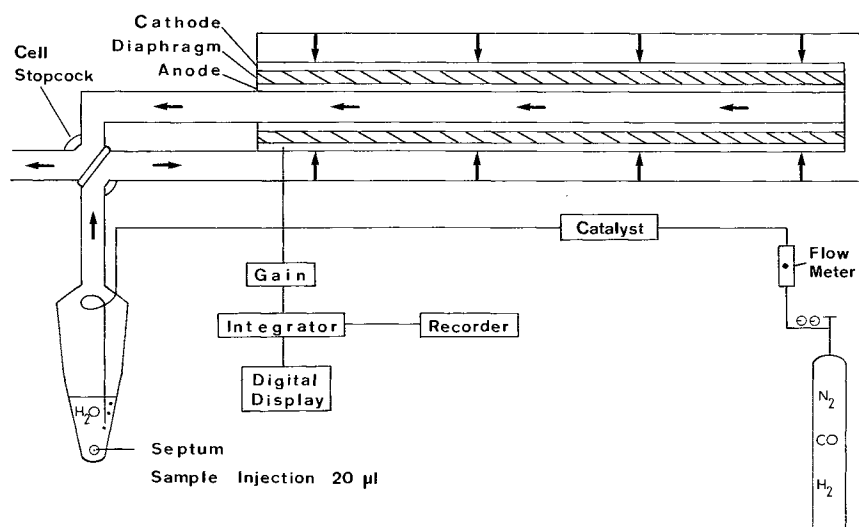 Cathode
Diaphragm
Anode
Cell
Stopcock
Catalyst
Flow
Meter
Gain
Integrator
Recorder
Digital
Display
H2O
Septum
Sample Injection 20 µl
N2
CO
H2